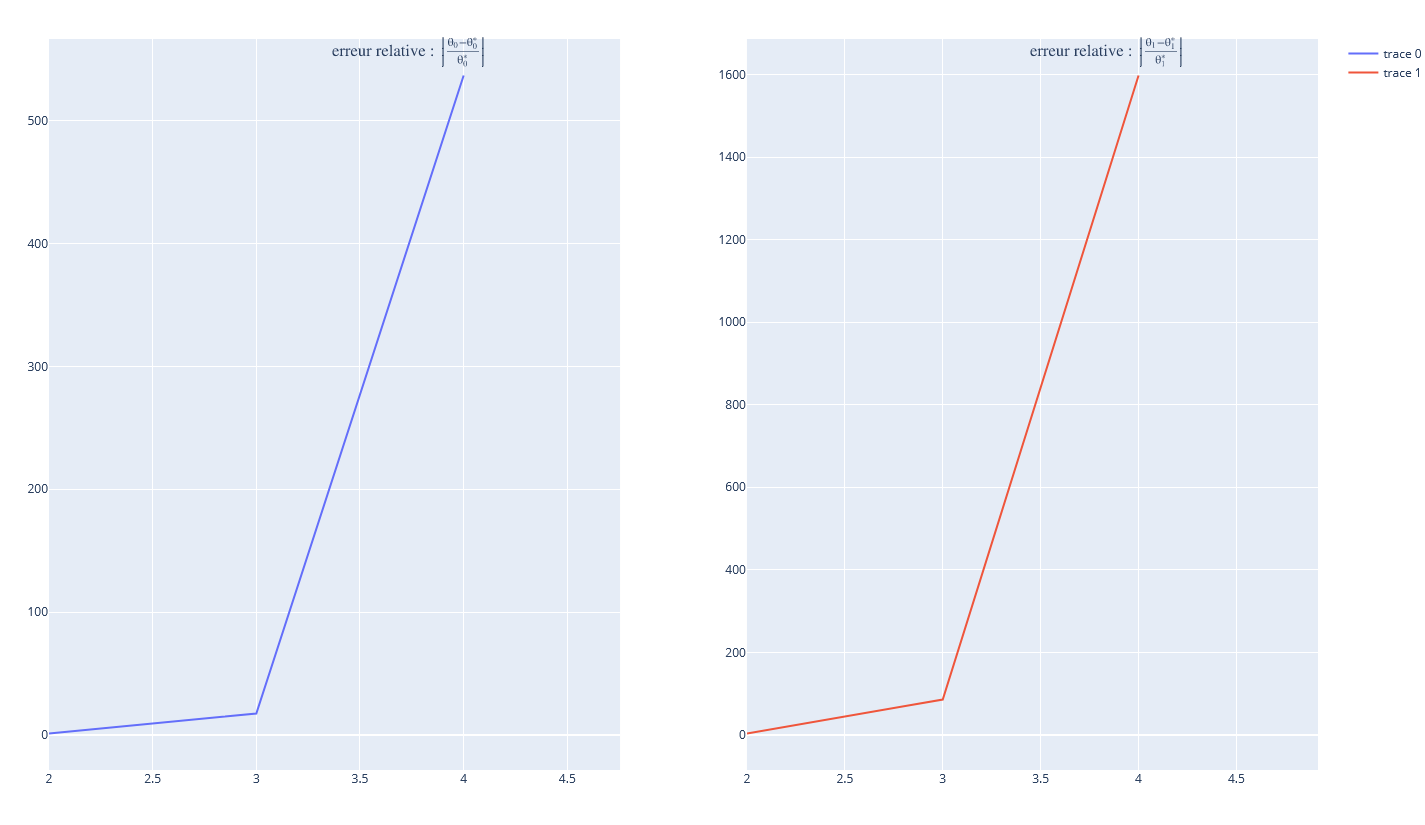 erreur relative : |θ₀−θ₀*/θ₀*|
500
400
300
200
100
0
2 2.5 3 3.5 4 4.5
erreur relative : |θ₁−θ₁*/θ₁*|
1600
1400
1200
1000
800
600
400
200
0
2 2.5 3 3.5 4 4.5
trace 0
trace 1